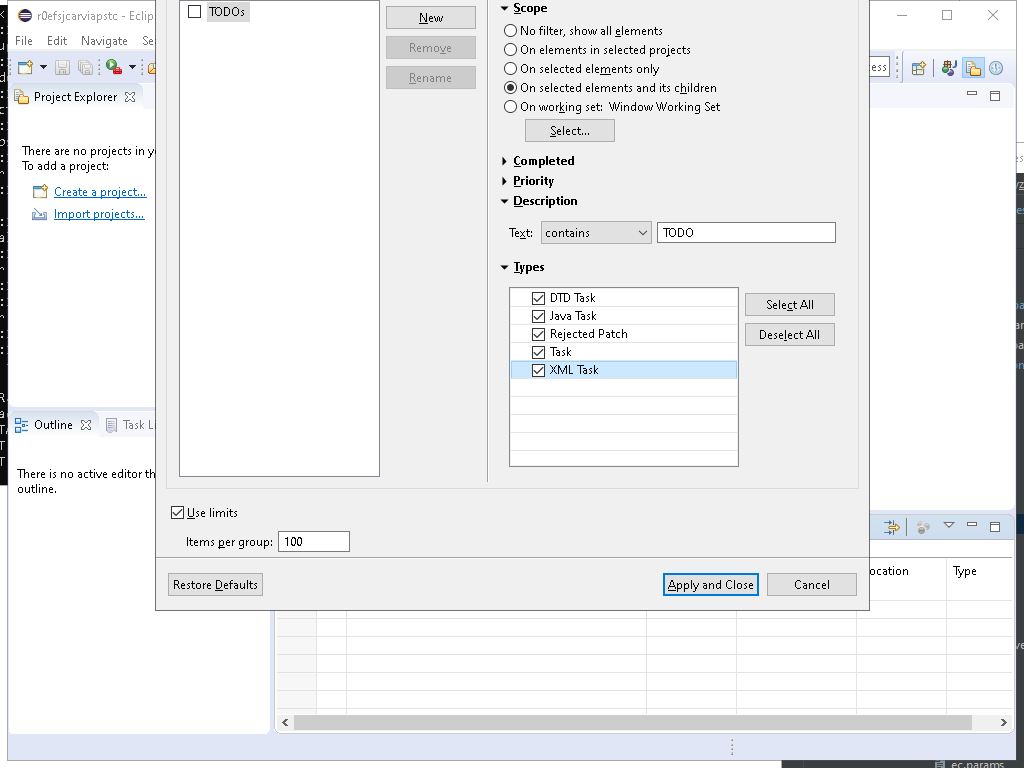 r0efsjcarviapstc - Eclip
File Edit Navigate Se
Project Explorer
There are no projects in y
To add a project:
Create a project...
Import projects...
Outline
Task Li
There is no active editor th
outline.
TODOs
New
Remove
Rename
Scope
No filter, show all elements
On elements in selected projects
On selected elements only
On selected elements and its children
On working set: Window Working Set
Select...
Completed
Priority
Description
Text: contains TODO
Types
DTD Task
Java Task
Rejected Patch
Task
XML Task
Select All
Deselect All
Use limits
Items per group: 100
Restore Defaults
Apply and Close
Cancel
ess
ocation
Type
ec.params